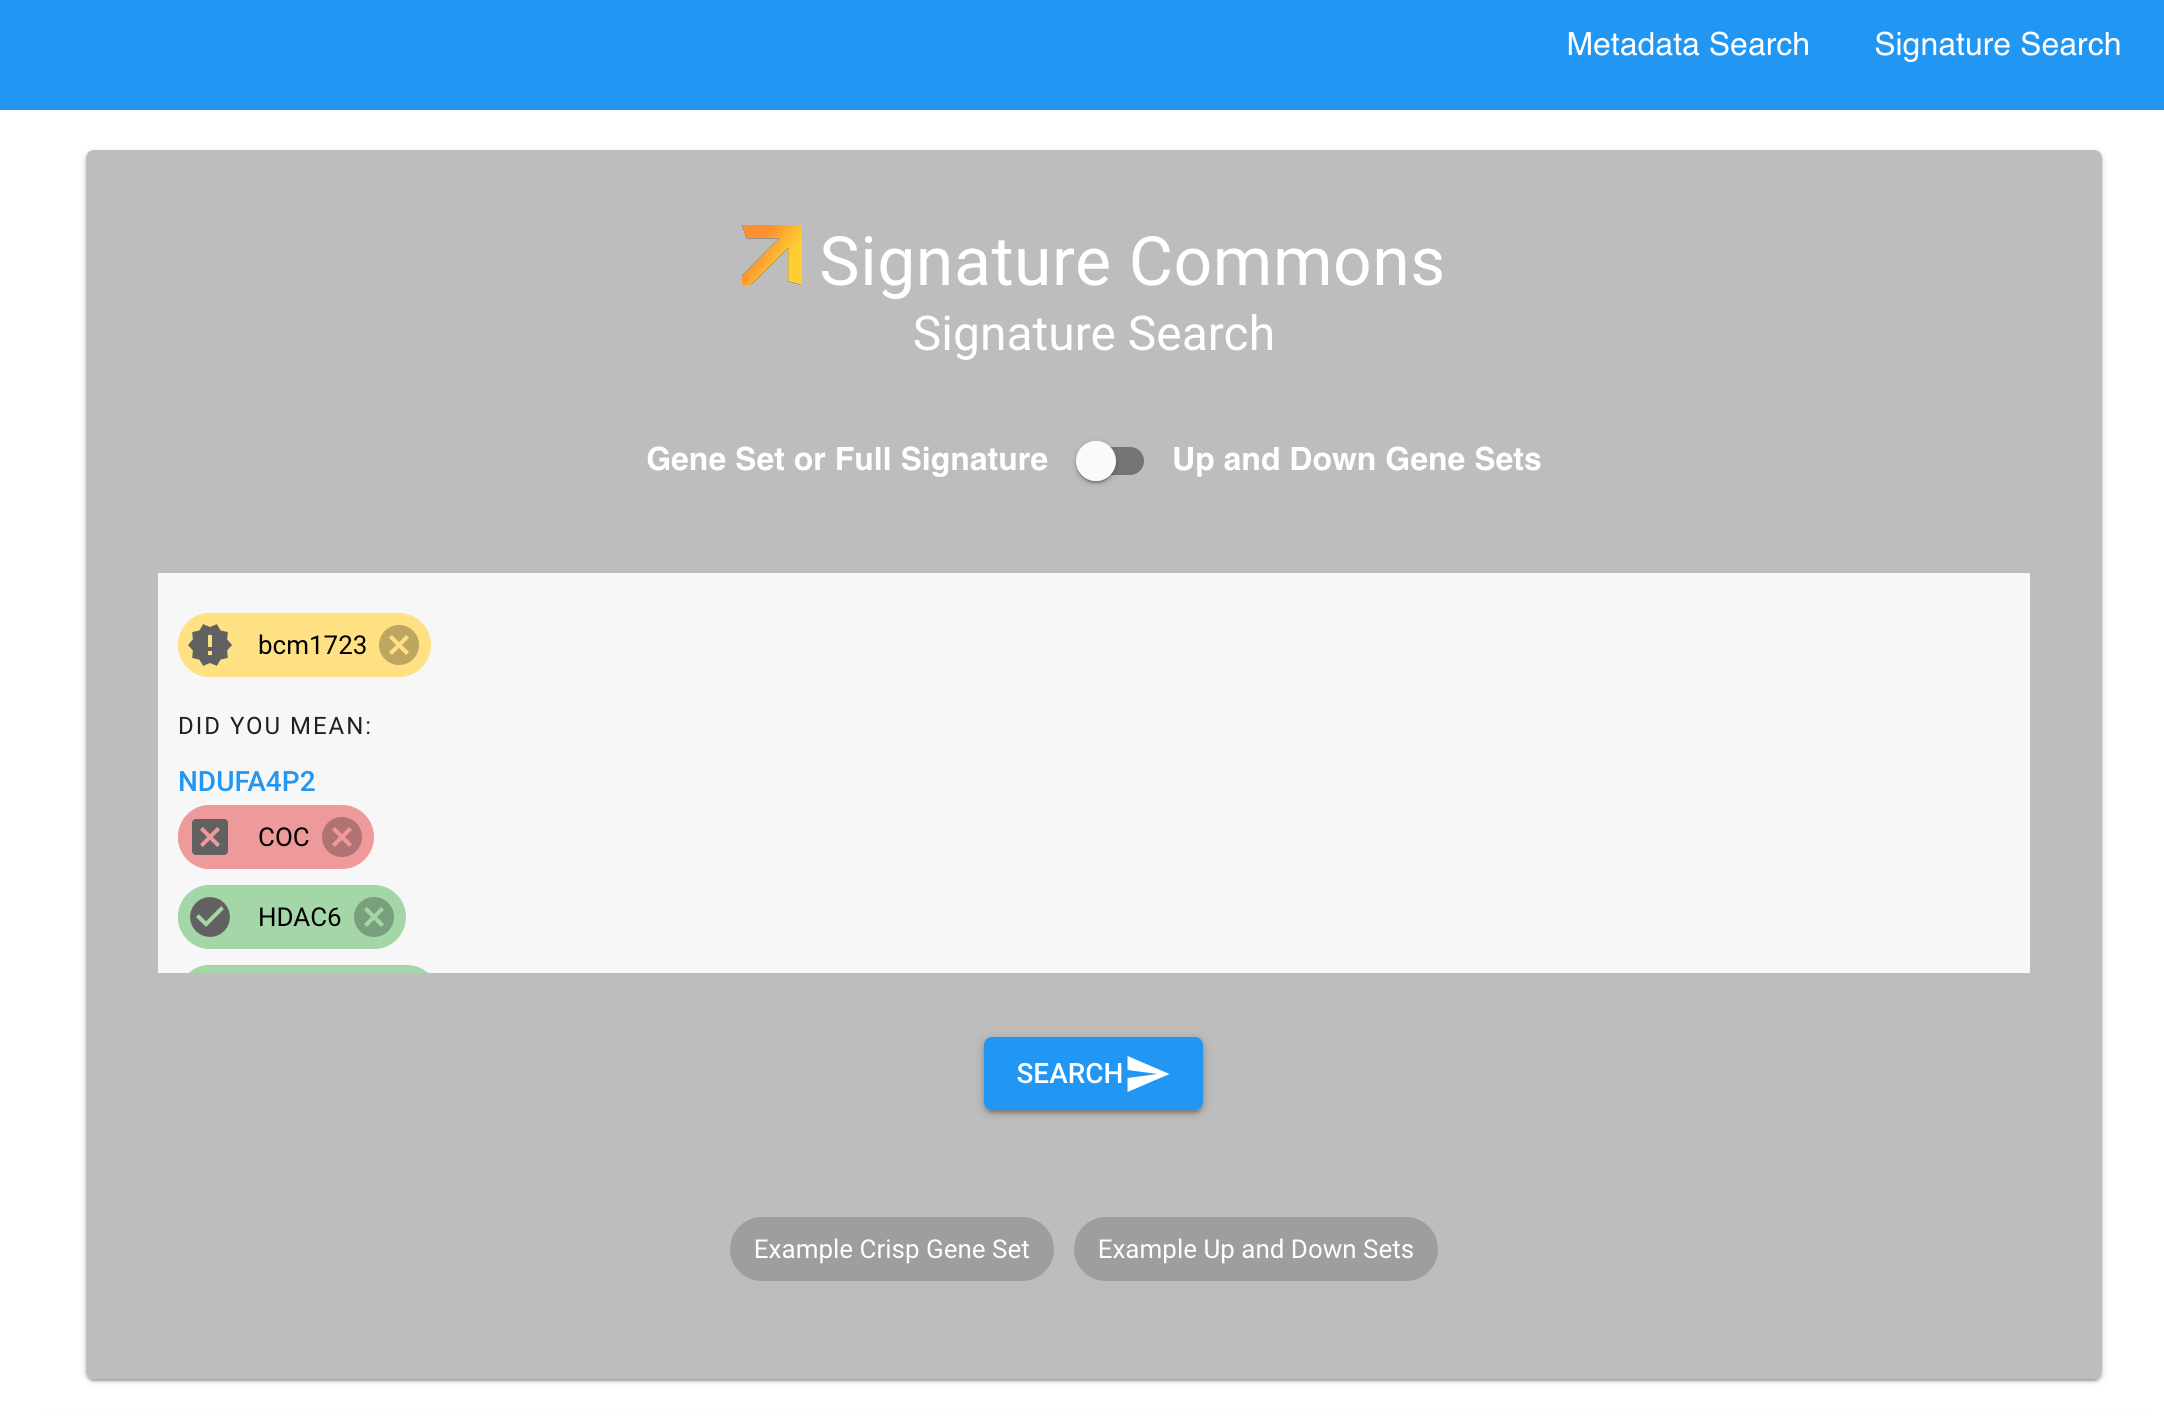 Metadata Search Signature Search
Signature Commons
Signature Search
Gene Set or Full Signature Up and Down Gene Sets
bcm1723
DID YOU MEAN:
NDUFA4P2
COC
HDAC6
SEARCH
Example Crisp Gene Set Example Up and Down Sets